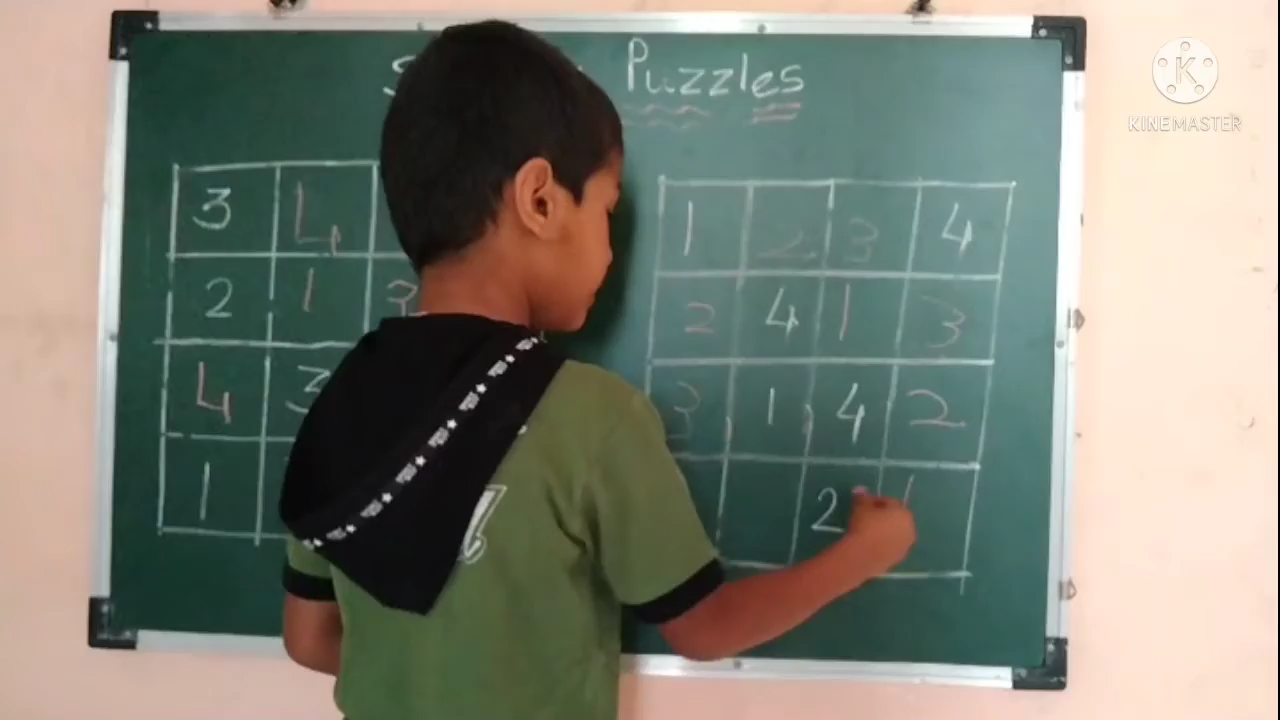 Puzzles
3 4
2 1 3
4 3
1
1 2 3 4
2 4 1 3
3 1 4 2
2 1
K
KINEMASTER